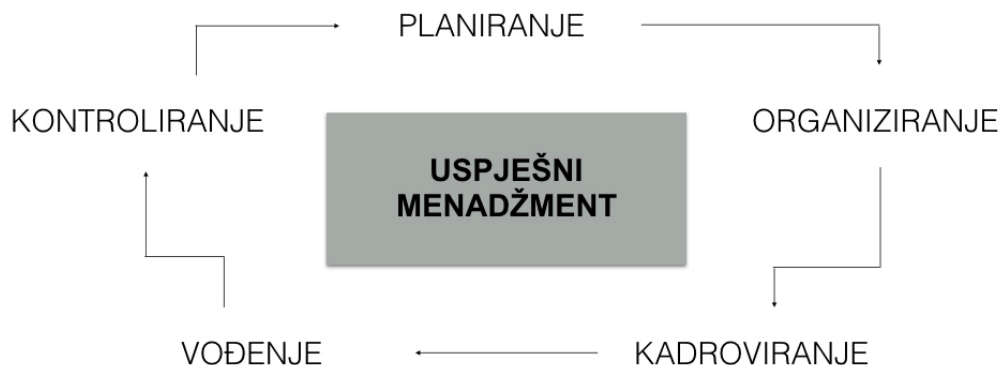 PLANIRANJE
KONTROLIRANJE
ORGANIZIRANJE
USPJEŠNI
MENADŽMENT
VOĐENJE
KADROVIRANJE